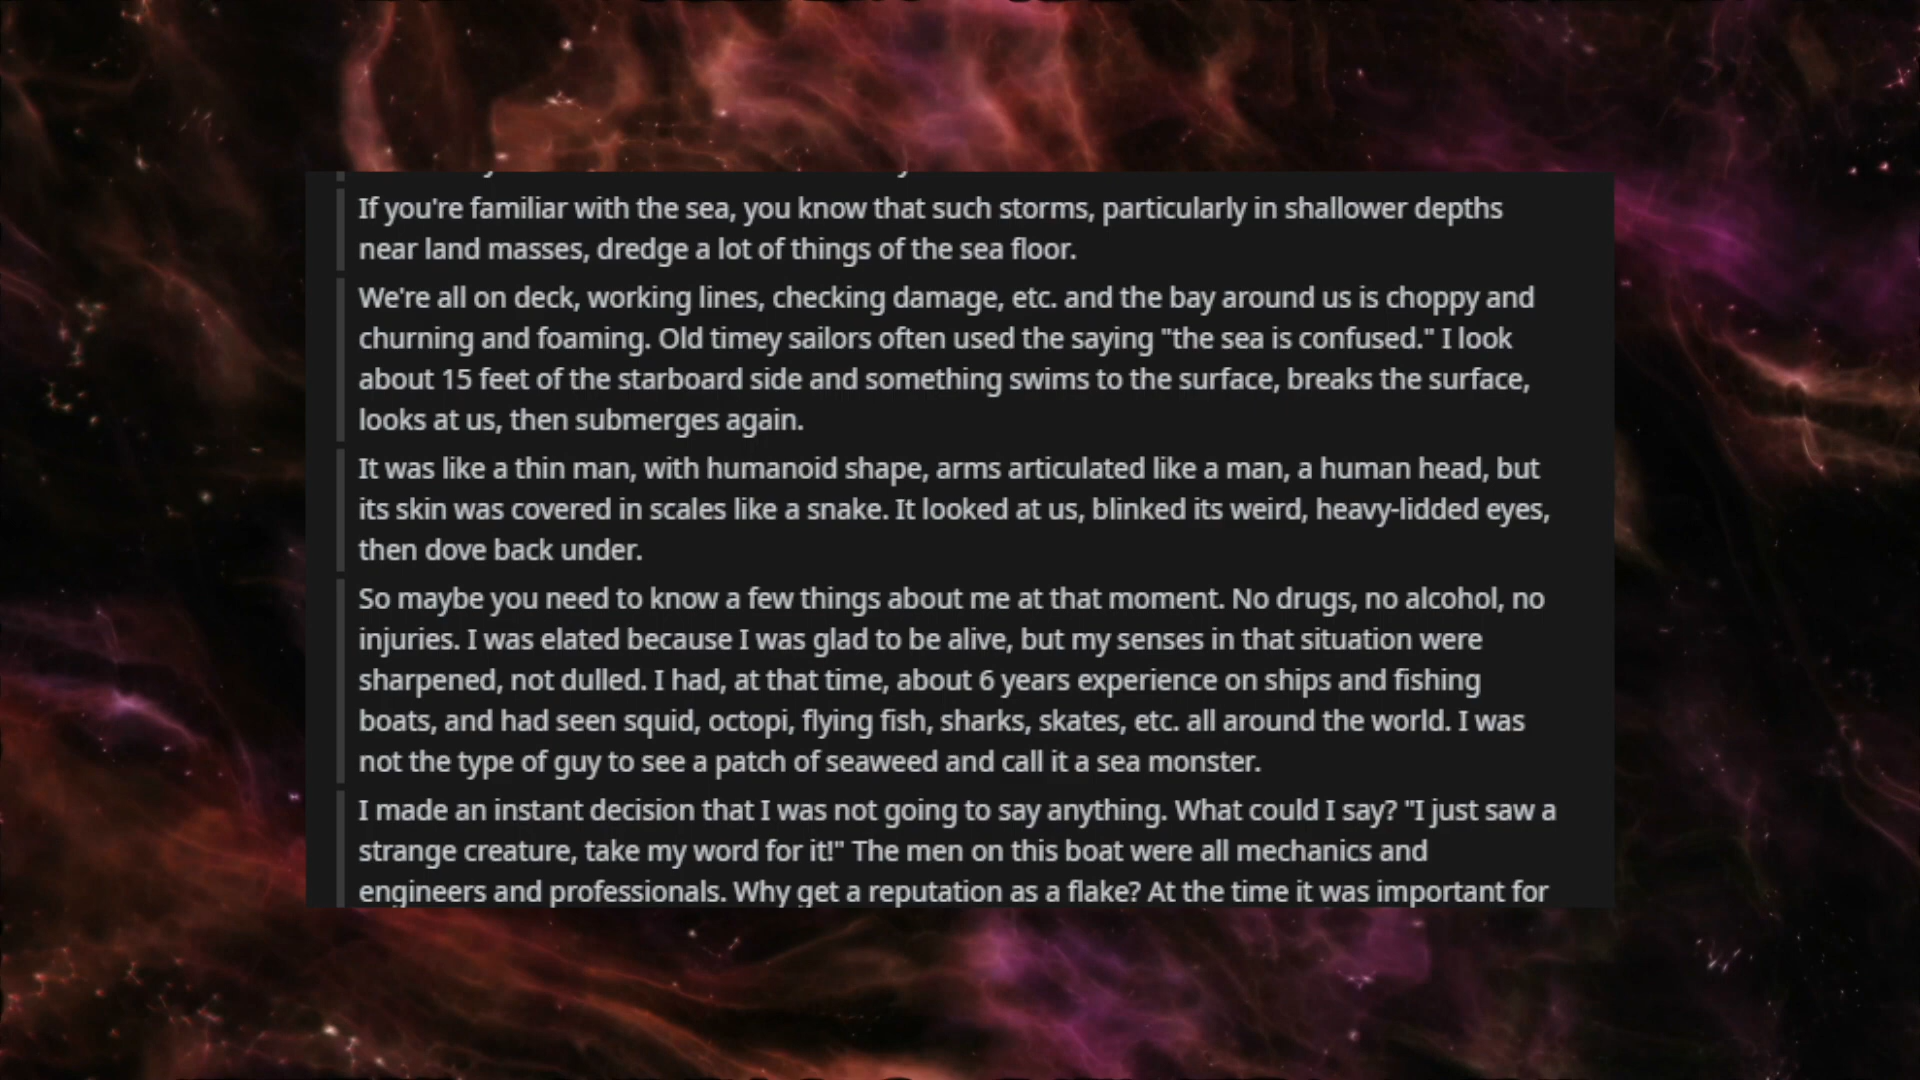 If you're familiar with the sea, you know that such storms, particularly in shallower depths
near land masses, dredge a lot of things of the sea floor.
We're all on deck, working lines, checking damage, etc. and the bay around us is choppy and
churning and foaming. Old timey sailors often used the saying "the sea is confused." I look
about 15 feet of the starboard side and something swims to the surface, breaks the surface,
looks at us, then submerges again.
It was like a thin man, with humanoid shape, arms articulated like a man, a human head, but
its skin was covered in scales like a snake. It looked at us, blinked its weird, heavy-lidded eyes,
then dove back under.
So maybe you need to know a few things about me at that moment. No drugs, no alcohol, no
injuries. I was elated because I was glad to be alive, but my senses in that situation were
sharpened, not dulled. I had, at that time, about 6 years experience on ships and fishing
boats, and had seen squid, octopi, flying fish, sharks, skates, etc. all around the world. I was
not the type of guy to see a patch of seaweed and call it a sea monster.
I made an instant decision that I was not going to say anything. What could I say? "I just saw a
strange creature, take my word for it!" The men on this boat were all mechanics and
engineers and professionals. Why get a reputation as a flake? At the time it was important for